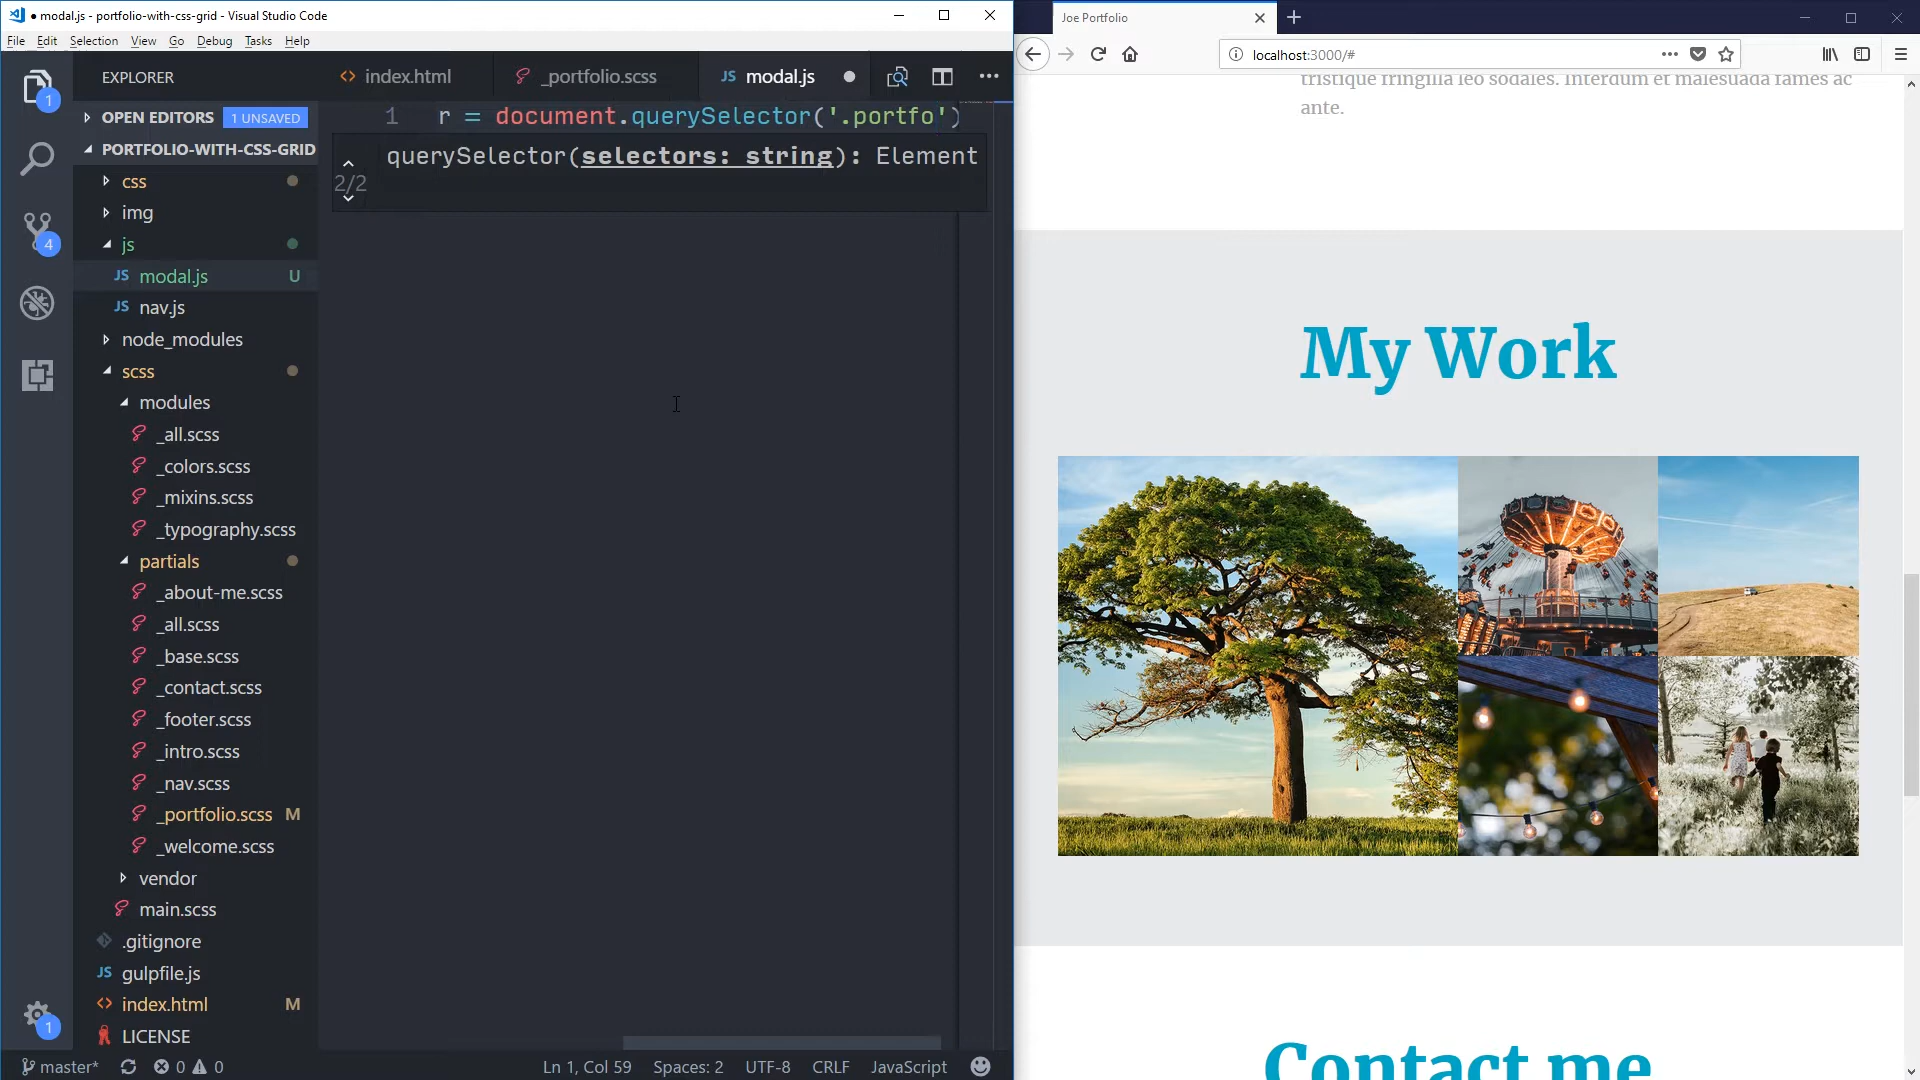 modal.js - portfolio-with-css-grid - Visual Studio Code
File Edit Selection View Go Debug Tasks Help
EXPLORER
index.html
_portfolio.scss
modal.js
OPEN EDITORS 1 UNSAVED
PORTFOLIO-WITH-CSS-GRID
css
img
js
JS modal.js U
JS nav.js
node_modules
scss
modules
_all.scss
_colors.scss
_mixins.scss
_typography.scss
partials
_about-me.scss
_all.scss
_base.scss
_contact.scss
_footer.scss
_intro.scss
_nav.scss
_portfolio.scss M
_welcome.scss
vendor
main.scss
.gitignore
JS gulpfile.js
index.html M
LICENSE
1
4
1
JS
1 r = document.querySelector('.portfo')
querySelector(selectors: string): Element
2/2
master* 0 0 Ln 1, Col 59 Spaces: 2 UTF-8 CRLF JavaScript
Joe Portfolio
localhost:3000/#
tristique fringilla leo sodales. Interdum et malesuada fames ac
ante.
My Work
Contact me